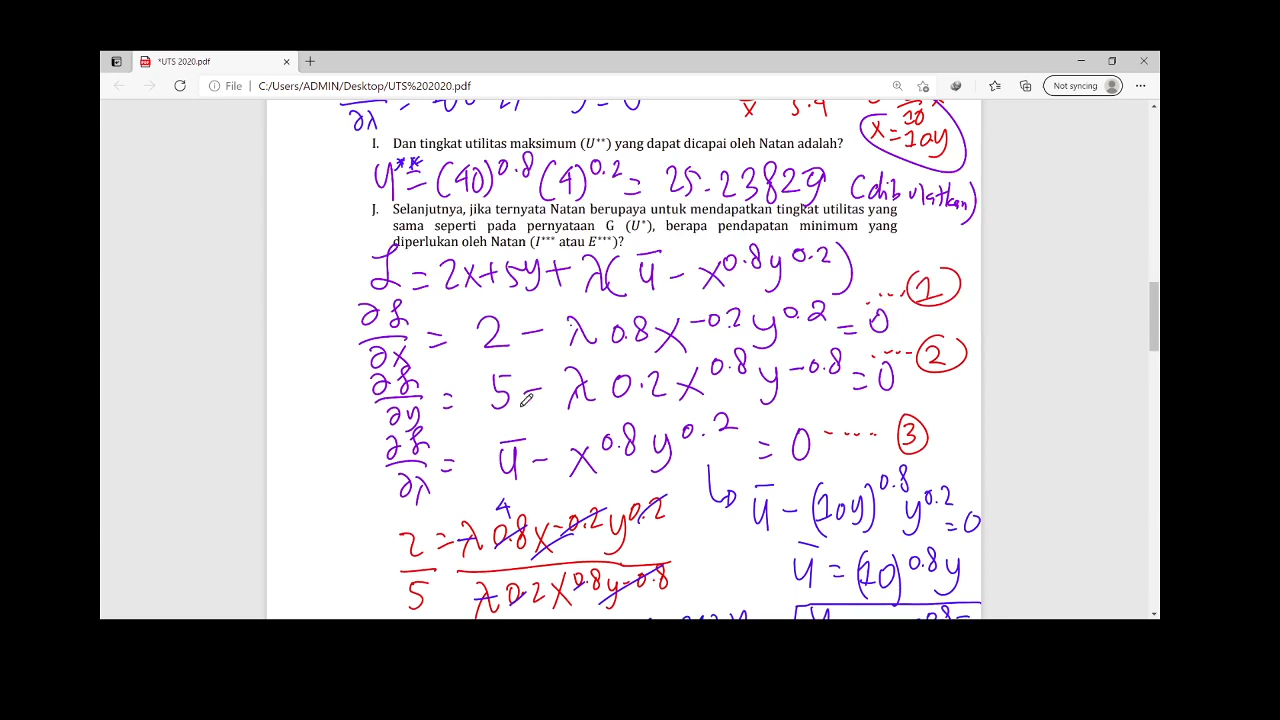 *UTS 2020.pdf
File C:/Users/ADMIN/Desktop/UTS%202020.pdf Not syncing
∂λ
x = 10y
I. Dan tingkat utilitas maksimum (U**) yang dapat dicapai oleh Natan adalah?
U** = (40)^0.8 (4)^0.2 = 25.23829 (dibulatkan)
J. Selanjutnya, jika ternyata Natan berupaya untuk mendapatkan tingkat utilitas yang
sama seperti pada pernyataan G (U*), berapa pendapatan minimum yang
diperlukan oleh Natan (I*** atau E***)?
ℒ = 2x + 5y + λ(Ū − x^0.8 y^0.2)
∂ℒ/∂x = 2 − λ 0.8 x^−0.2 y^0.2 = 0 ..... (1)
∂ℒ/∂y = 5 − λ 0.2 x^0.8 y^−0.8 = 0 ..... (2)
∂ℒ/∂λ = Ū − x^0.8 y^0.2 = 0 ..... (3)
Ū − (10y)^0.8 y^0.2 = 0
4
2/5 = λ 0.8 x^−0.2 y^0.2 / λ 0.2 x^0.8 y^−0.8
Ū = (10)^0.8 y